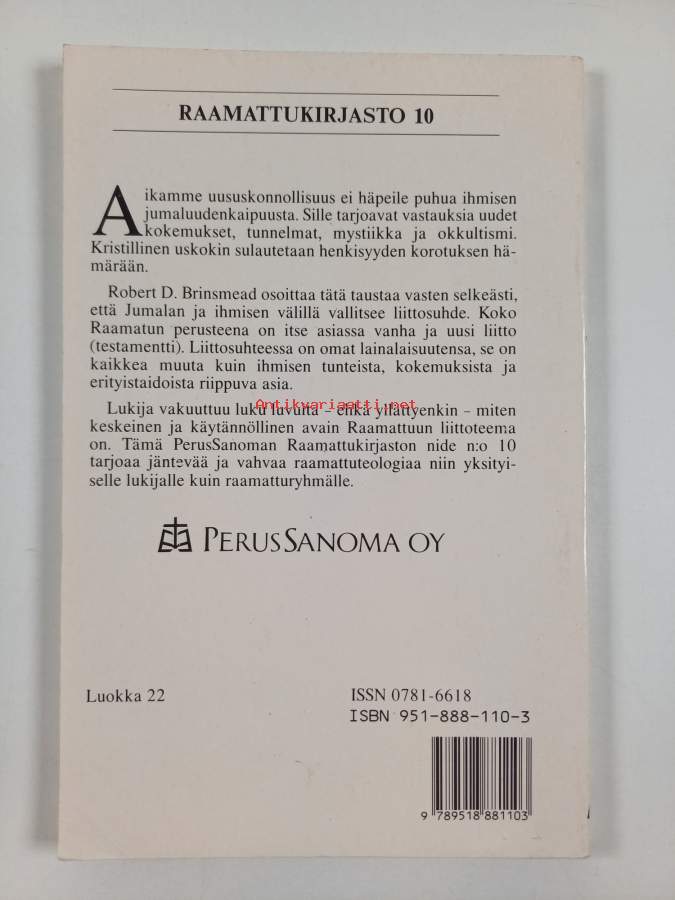 RAAMATTUKIRJASTO 10
Aikamme uususkonnollisuus ei häpeile puhua ihmisen
jumaluudenkaipuusta. Sille tarjoavat vastauksia uudet
kokemukset, tunnelmat, mystiikka ja okkultismi.
Kristillinen uskokin sulautetaan henkisyyden korotuksen hä-
märään.
Robert D. Brinsmead osoittaa tätä taustaa vasten selkeästi,
että Jumalan ja ihmisen välillä vallitsee liittosuhde. Koko
Raamatun perusteena on itse asiassa vanha ja uusi liitto
(testamentti). Liittosuhteessa on omat lainalaisuutensa, se on
kaikkea muuta kuin ihmisen tunteista, kokemuksista ja
erityistaidoista riippuva asia.
Antikvariaatti.net
Lukija vakuuttuu luku luvulta – ehkä yllättyenkin – miten
keskeinen ja käytännöllinen avain Raamattuun liittoteema
on. Tämä PerusSanoman Raamattukirjaston nide n:o 10
tarjoaa jäntevää ja vahvaa raamattuteologiaa niin yksityi-
selle lukijalle kuin raamatturyhmälle.
PERUSSANOMA OY
Luokka 22
ISSN 0781-6618
ISBN 951-888-110-3
9 789518 881103